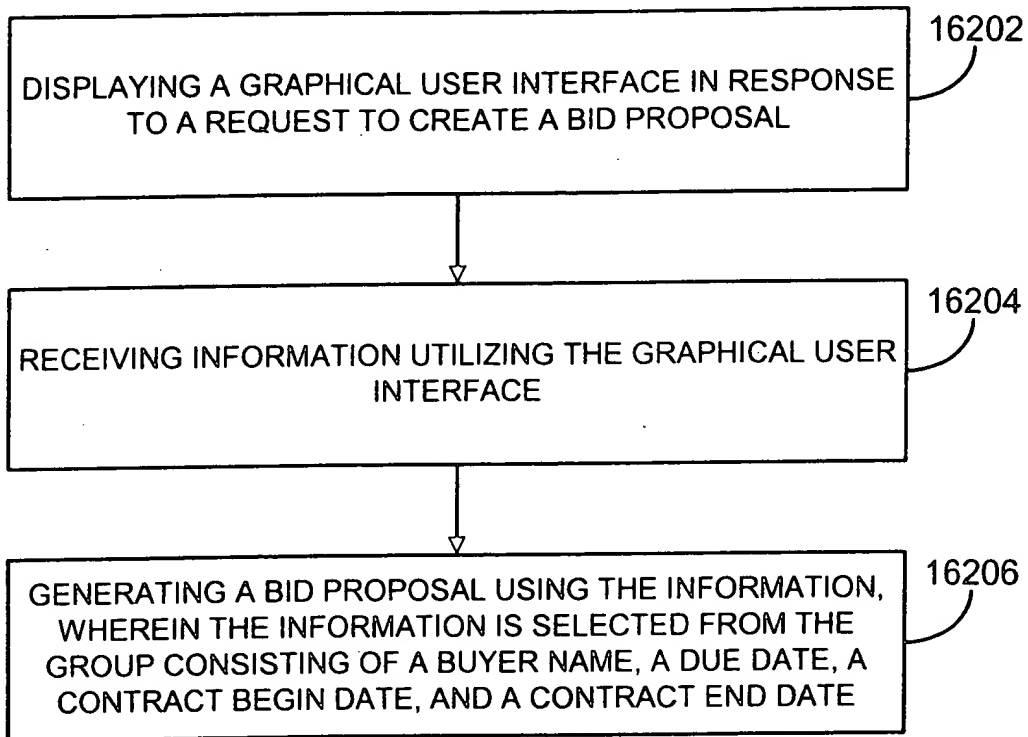 16202
DISPLAYING A GRAPHICAL USER INTERFACE IN RESPONSE
TO A REQUEST TO CREATE A BID PROPOSAL
16204
RECEIVING INFORMATION UTILIZING THE GRAPHICAL USER
INTERFACE
16206
GENERATING A BID PROPOSAL USING THE INFORMATION,
WHEREIN THE INFORMATION IS SELECTED FROM THE
GROUP CONSISTING OF A BUYER NAME, A DUE DATE, A
CONTRACT BEGIN DATE, AND A CONTRACT END DATE